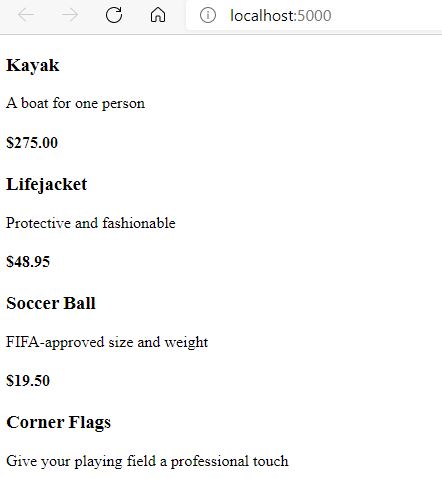 localhost:5000
Kayak
A boat for one person
$275.00
Lifejacket
Protective and fashionable
$48.95
Soccer Ball
FIFA-approved size and weight
$19.50
Corner Flags
Give your playing field a professional touch